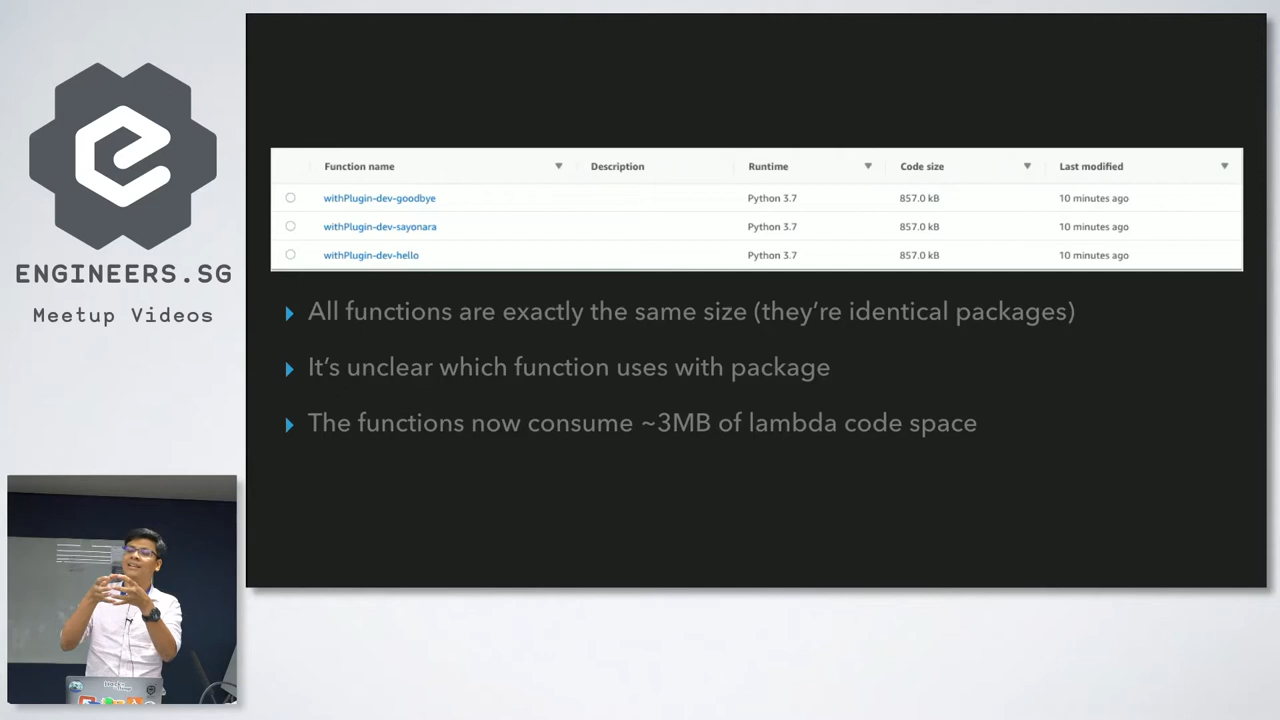 ENGINEERS.SG
Meetup Videos
Function name Description Runtime Code size Last modified
withPlugin-dev-goodbye Python 3.7 857.0 kB 10 minutes ago
withPlugin-dev-sayonara Python 3.7 857.0 kB 10 minutes ago
withPlugin-dev-hello Python 3.7 857.0 kB 10 minutes ago
All functions are exactly the same size (they’re identical packages)
It’s unclear which function uses with package
The functions now consume ~3MB of lambda code space